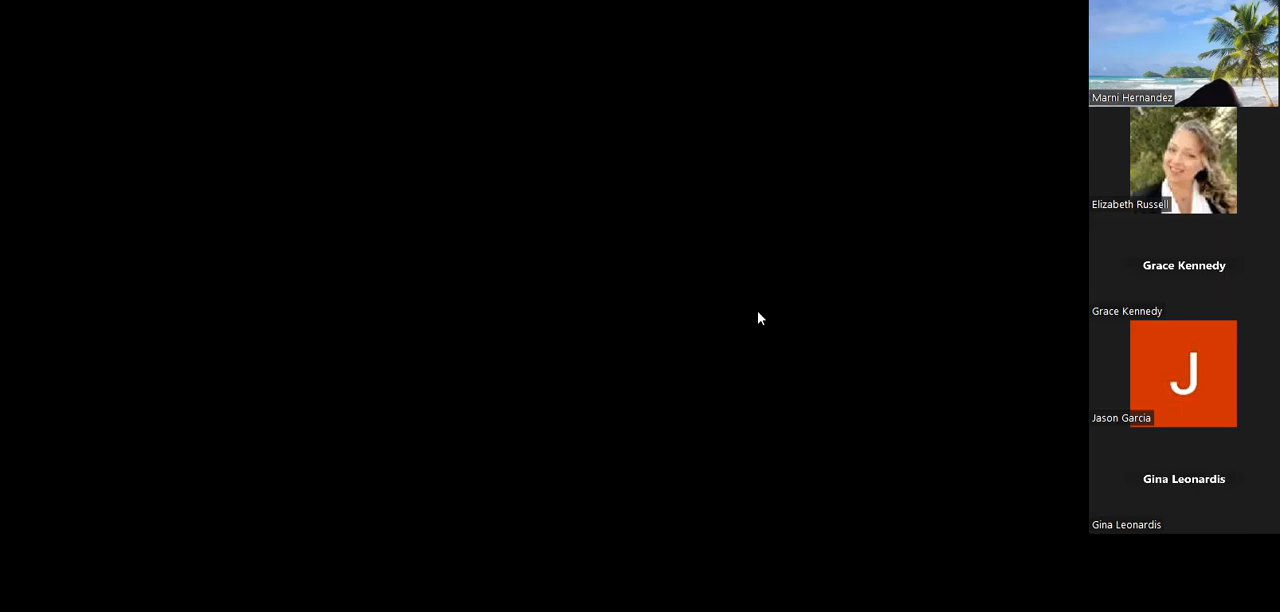 Marni Hernandez
Elizabeth Russell
Grace Kennedy
Grace Kennedy
J
Jason Garcia
Gina Leonardis
Gina Leonardis